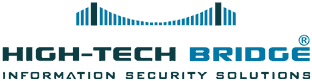 HIGH-TECH BRIDGE®
INFORMATION SECURITY SOLUTIONS